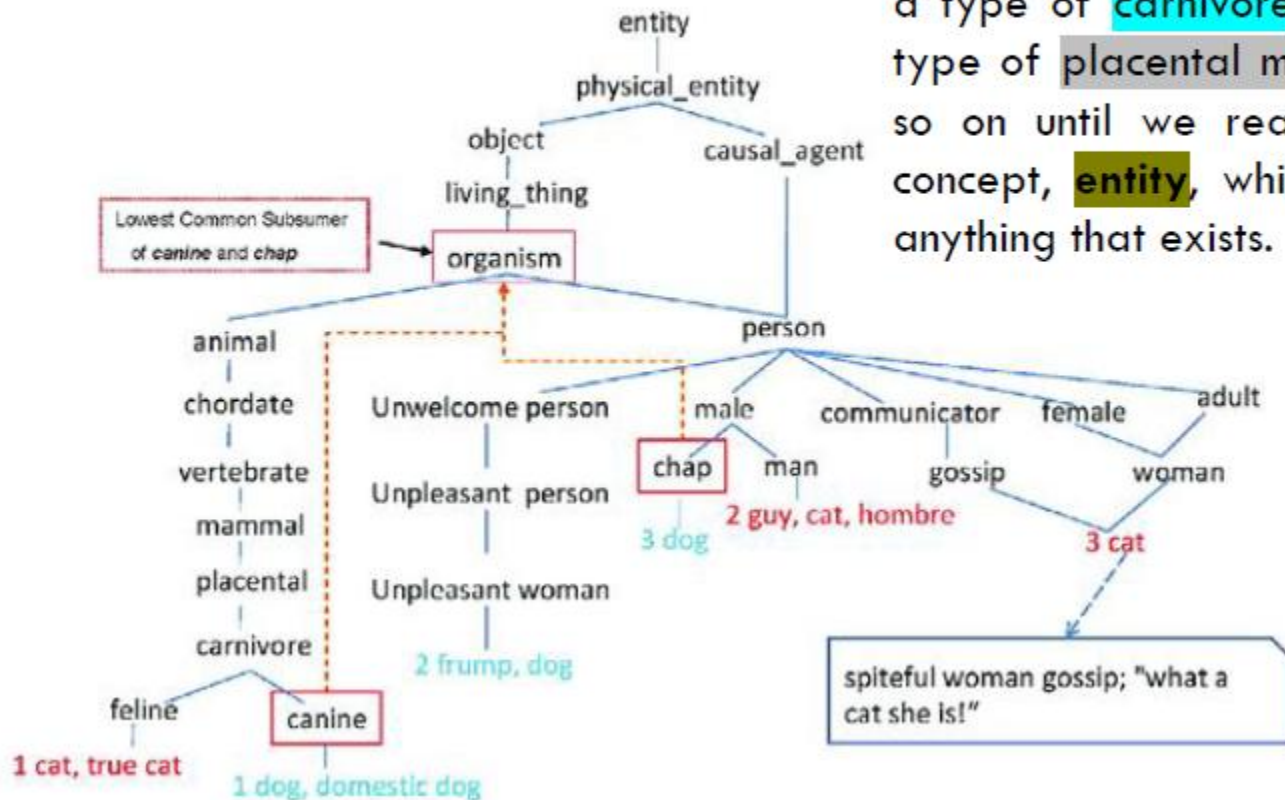 a type of carnivore
type of placental m
so on until we rea
concept, entity, whi
anything that exists.
entity
physical_entity
object
causal_agent
living_thing
Lowest Common Subsumer
of canine and chap
organism
animal
person
chordate
Unwelcome person
male
communicator
female
adult
vertebrate
chap
man
gossip
woman
Unpleasant person
mammal
2 guy, cat, hombre
3 dog
3 cat
placental
Unpleasant woman
carnivore
2 frump, dog
spiteful woman gossip; "what a
cat she is!"
feline
canine
1 cat, true cat
1 dog, domestic dog